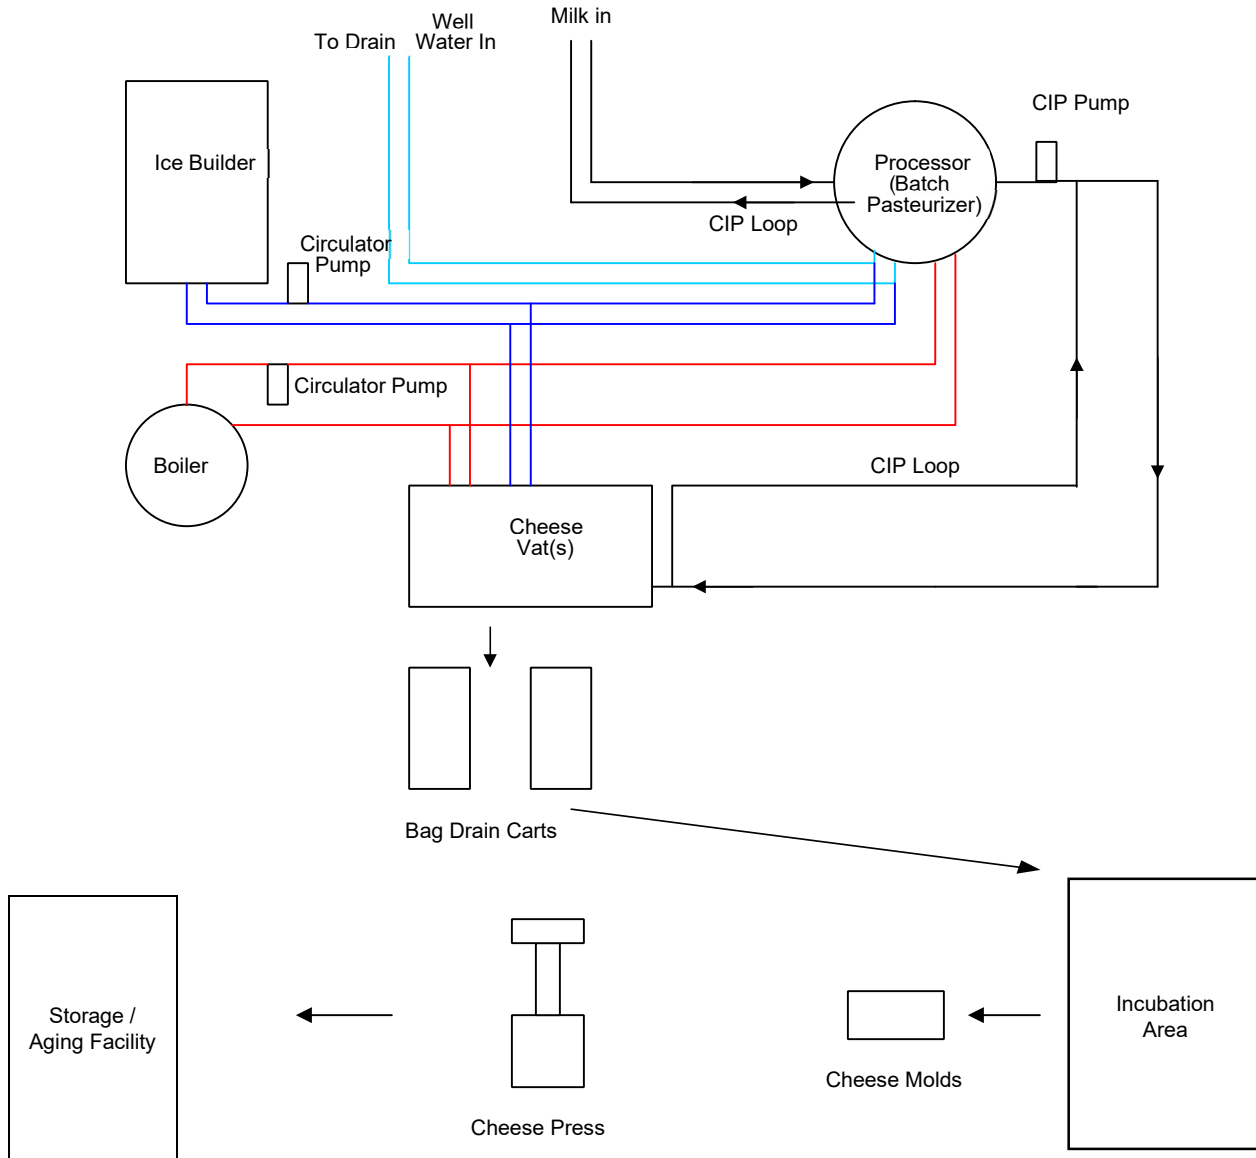 Milk in
Well
To Drain
Water In
CIP Pump
Ice Builder
Processor
(Batch
Pasteurizer)
CIP Loop
Circulator
Pump
Circulator Pump
Boiler
CIP Loop
Cheese
Vat(s)
Bag Drain Carts
Storage /
Aging Facility
Incubation
Area
Cheese Molds
Cheese Press